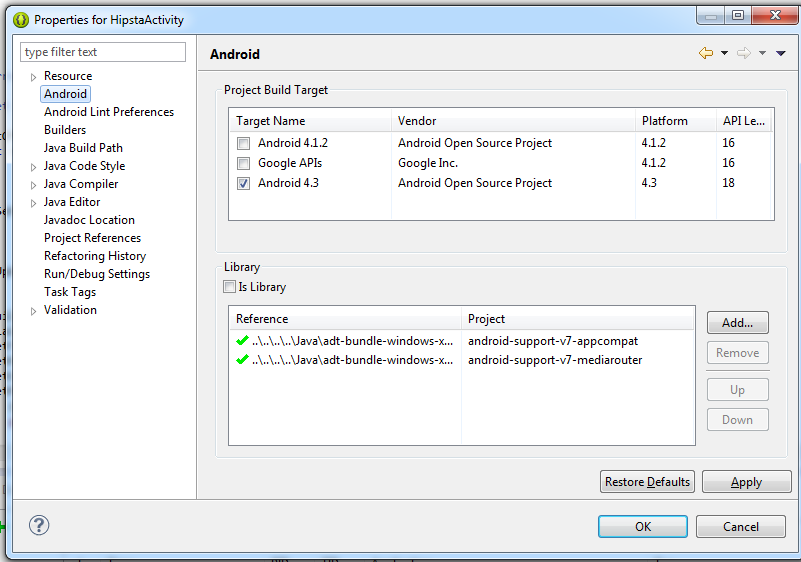 Properties for HipstaActivity
type filter text
Resource
Android
Android Lint Preferences
Builders
Java Build Path
Java Code Style
Java Compiler
Java Editor
Javadoc Location
Project References
Refactoring History
Run/Debug Settings
Task Tags
Validation
Android
Project Build Target
Target Name Vendor Platform API Le...
Android 4.1.2 Android Open Source Project 4.1.2 16
Google APIs Google Inc. 4.1.2 16
Android 4.3 Android Open Source Project 4.3 18
Library
Is Library
Reference Project
..\..\..\..\Java\adt-bundle-windows-x... android-support-v7-appcompat
..\..\..\..\Java\adt-bundle-windows-x... android-support-v7-mediarouter
Add...
Remove
Up
Down
Restore Defaults Apply
? OK Cancel